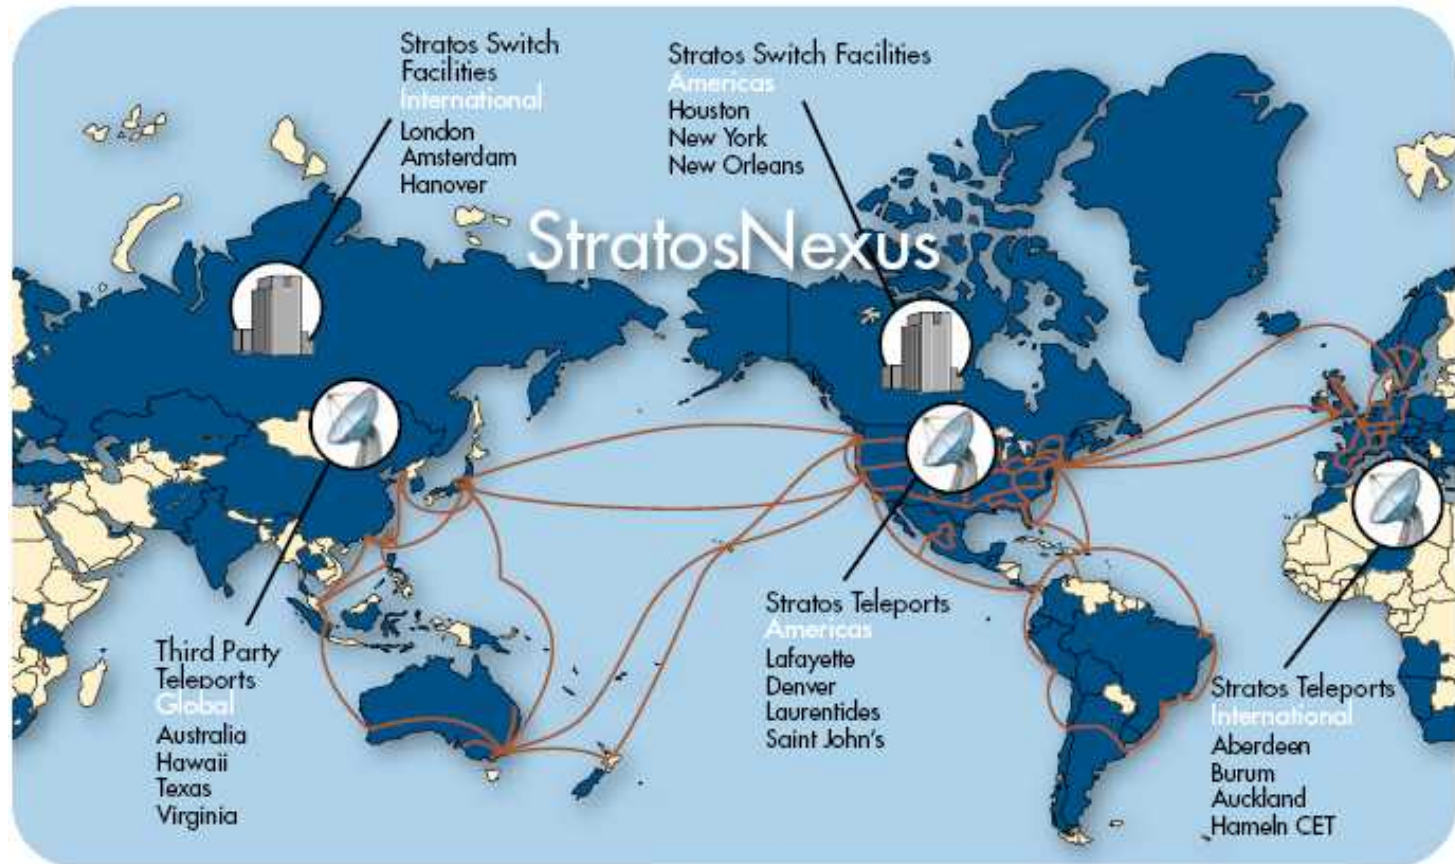 Stratos Switch
Facilities
International
London
Amsterdam
Hanover
Stratos Switch Facilities
Americas
Houston
New York
New Orleans
StratosNexus
Third Party
Teleports
Global
Australia
Hawaii
Texas
Virginia
Stratos Teleports
Americas
Lafayette
Denver
Laurentides
Saint John's
Stratos Teleports
International
Aberdeen
Burum
Auckland
Hameln CET